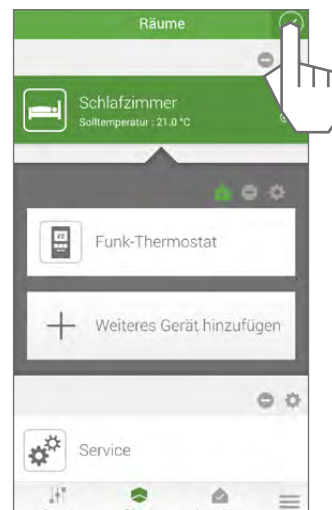 Räume
Schlafzimmer
Solltemperatur : 21.0 °C
Funk-Thermostat
Weiteres Gerät hinzufügen
Service